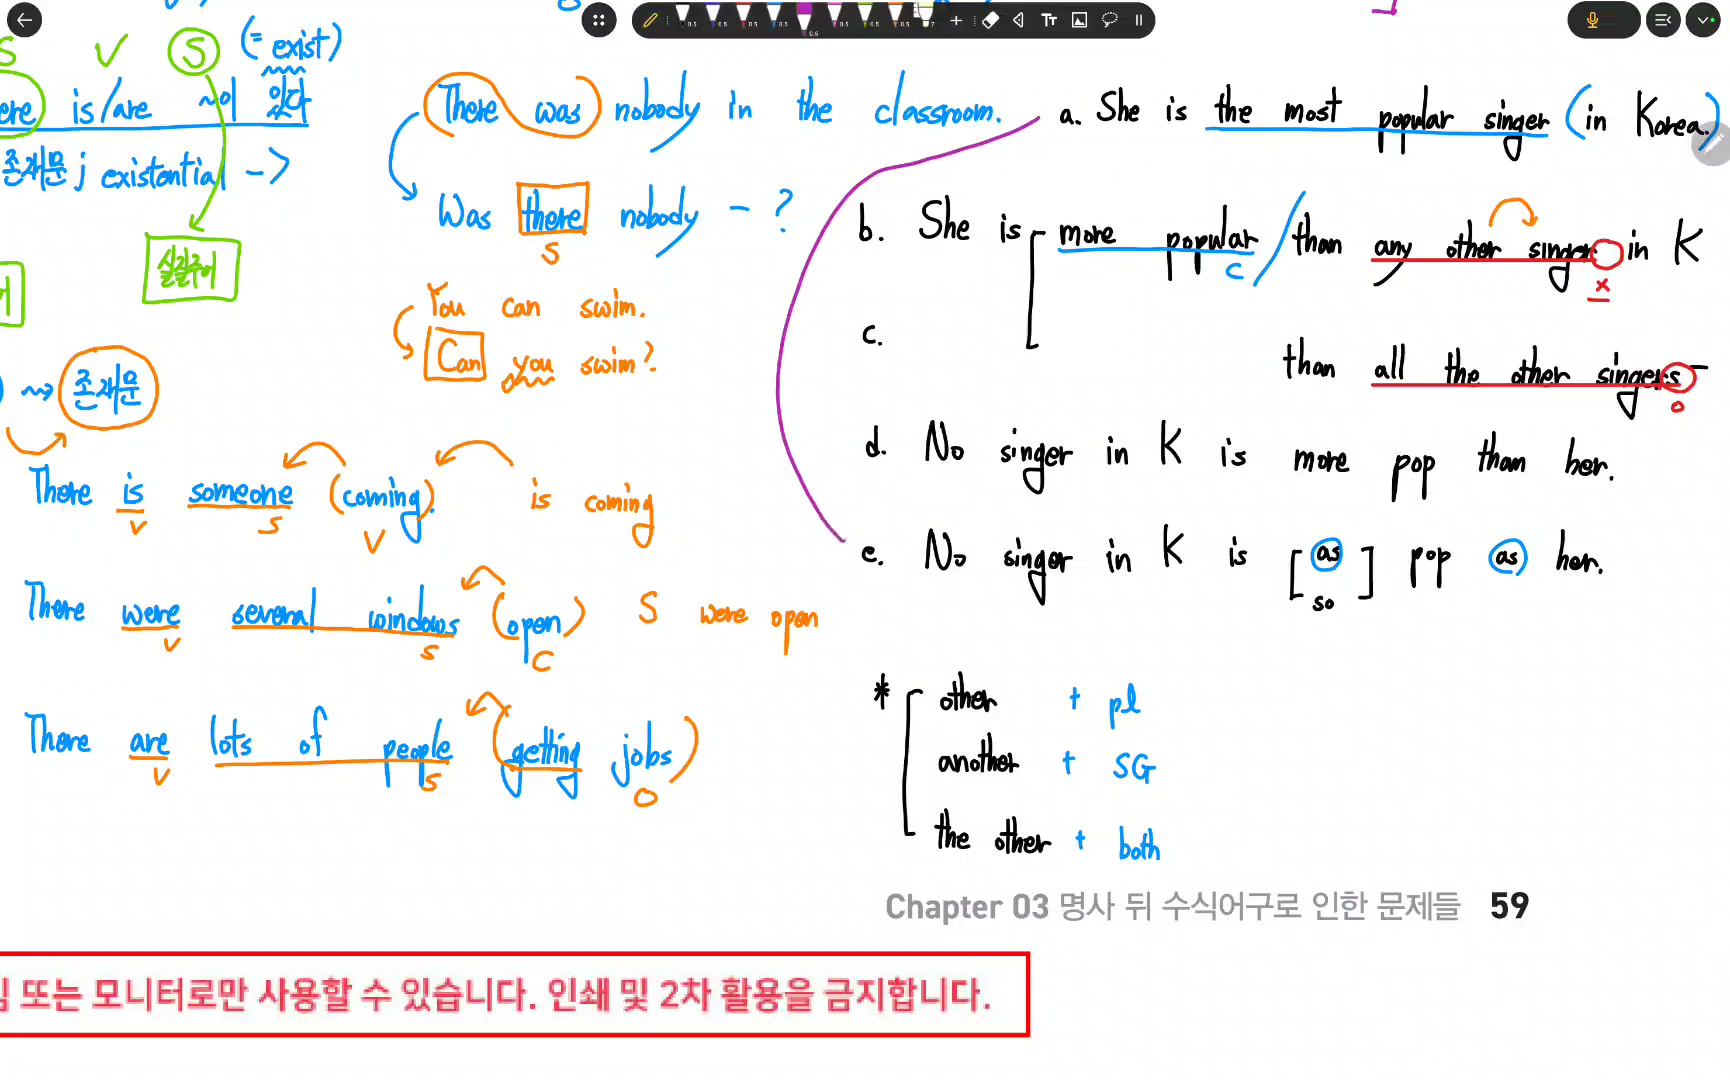 S V S (= exist)
ere is/are ~이 있다
존재문 ; existential ->
실질주어
어
~> 존재문
There is someone (coming). is coming
V S V
There were several windows (open) S were open
V S C
There are lots of people (getting jobs)
V S O
There was nobody in the classroom.
Was there nobody - ?
S
You can swim.
Can you swim?
a. She is the most popular singer (in Korea.)
b. She is more popular / than any other singer in K
C x
c. than all the other singers
o
d. No singer in K is more pop than her.
e. No singer in K is [as] pop as her.
so
* other + pl
another + SG
the other + both
Chapter 03 명사 뒤 수식어구로 인한 문제들 59
또는 모니터로만 사용할 수 있습니다. 인쇄 및 2차 활용을 금지합니다.